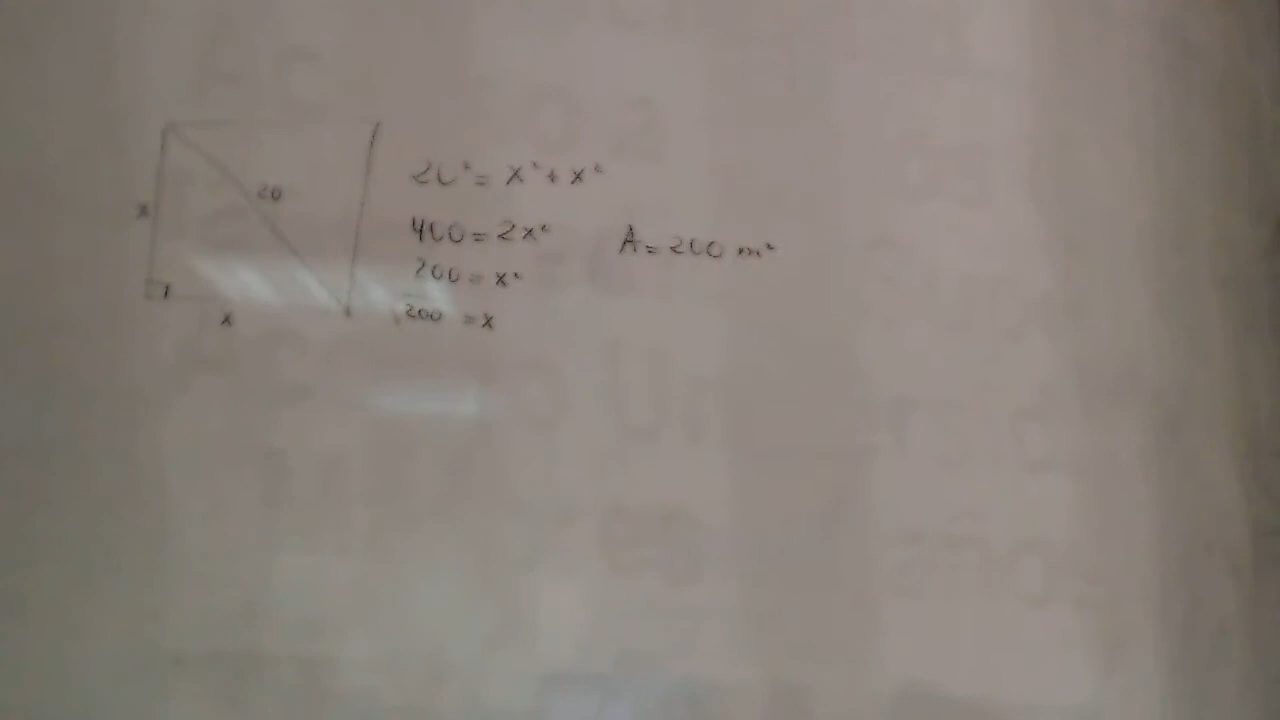 20
x
x
20² = x² + x²
400 = 2x²
200 = x²
√200 = x
A = 200 m²